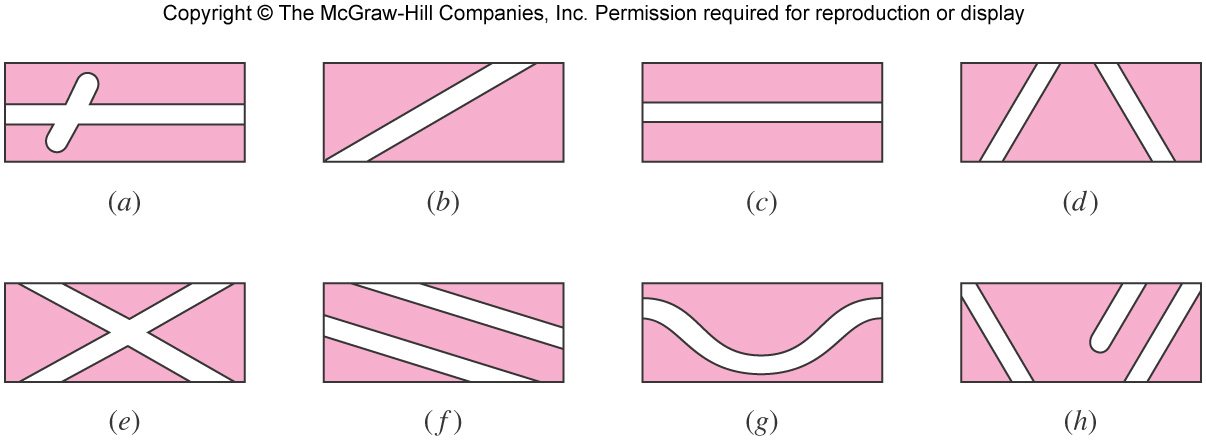 Copyright © The McGraw-Hill Companies, Inc. Permission required for reproduction or display
(a) (b) (c) (d)
(e) (f) (g) (h)